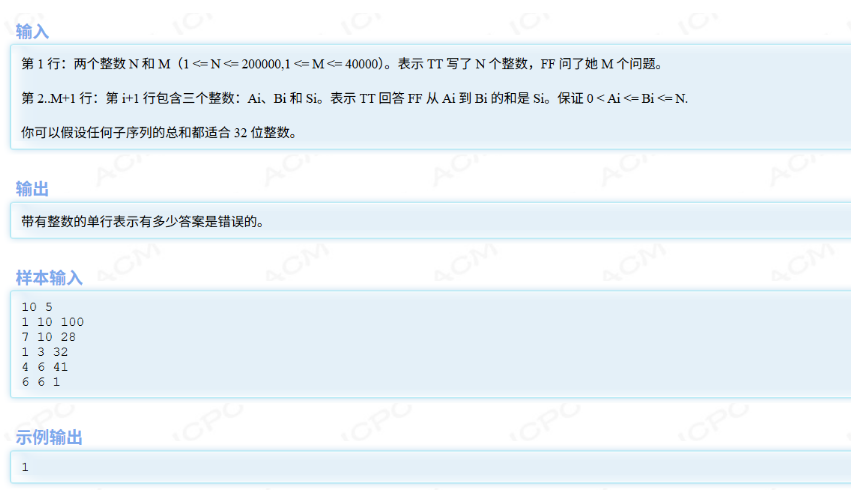 输入
第 1 行：两个整数 N 和 M（1 <= N <= 200000,1 <= M <= 40000）。表示 TT 写了 N 个整数，FF 问了她 M 个问题。
第 2..M+1 行：第 i+1 行包含三个整数：Ai、Bi 和 Si。表示 TT 回答 FF 从 Ai 到 Bi 的和是 Si。保证 0 < Ai <= Bi <= N.
你可以假设任何子序列的总和都适合 32 位整数。
输出
带有整数的单行表示有多少答案是错误的。
样本输入
10 5
1 10 100
7 10 28
1 3 32
4 6 41
6 6 1
示例输出
1